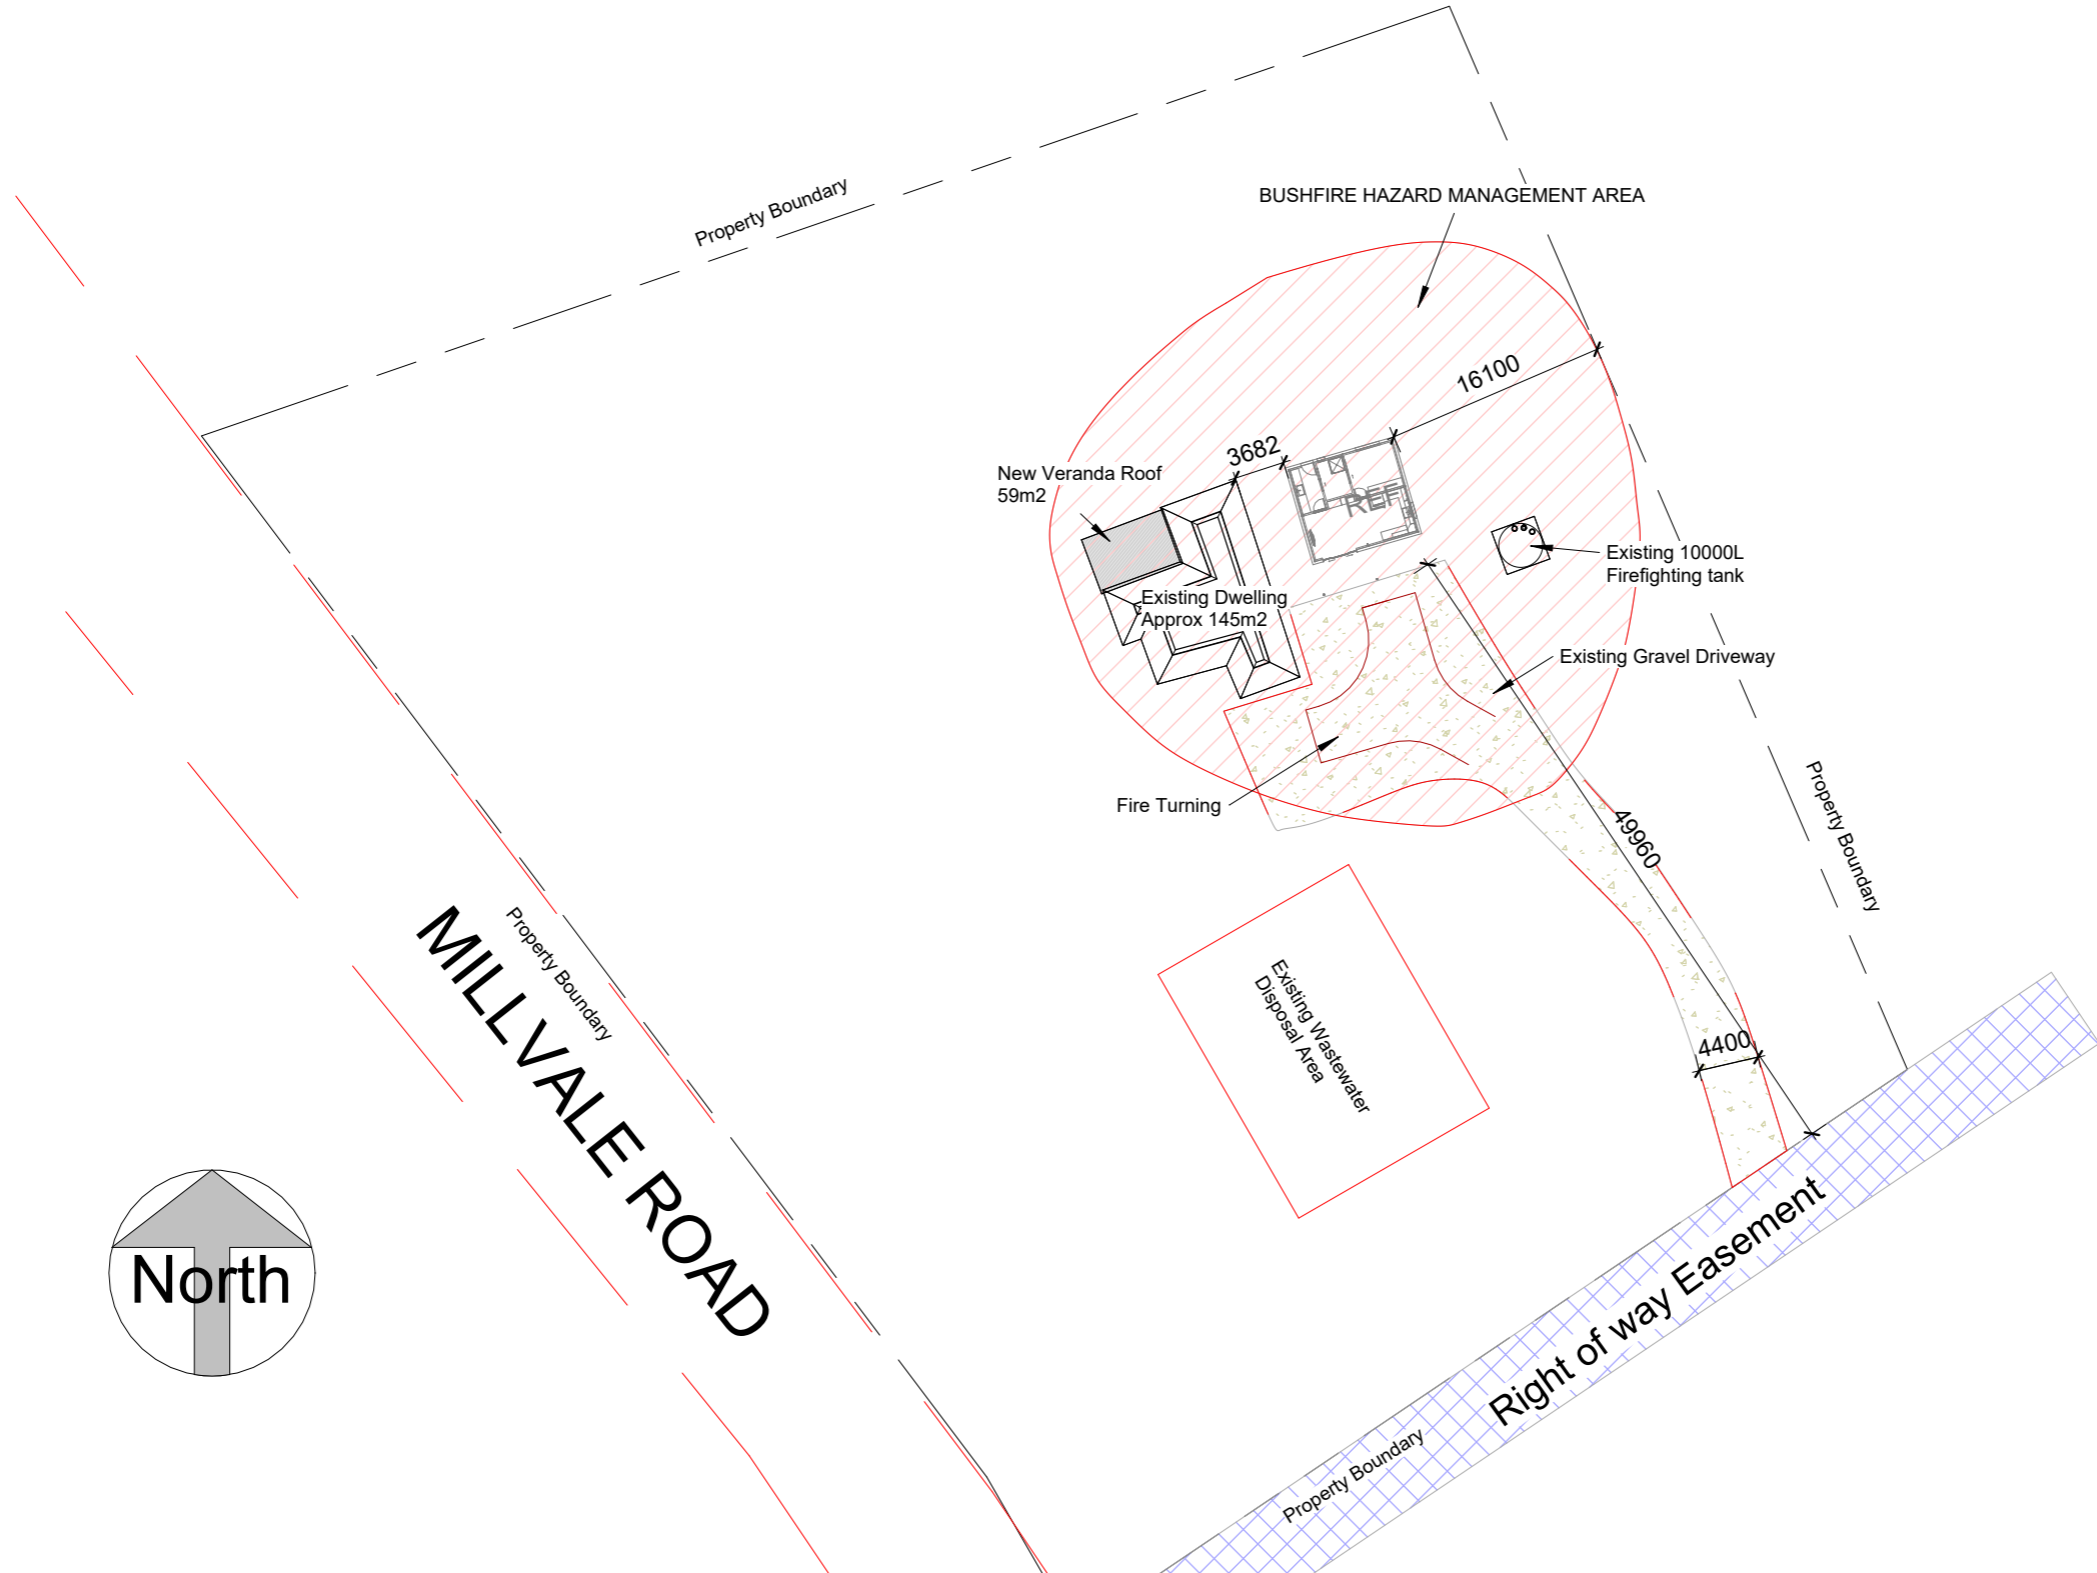 Property Boundary
BUSHFIRE HAZARD MANAGEMENT AREA
16100
3682
New Veranda Roof
59m2
REF
Existing 10000L
Firefighting tank
Existing Dwelling
Approx 145m2
Existing Gravel Driveway
Fire Turning
49960
Property Boundary
Property Boundary
MILLVALE ROAD
Existing Wastewater
Disposal Area
4400
North
Right of way Easement
Property Boundary